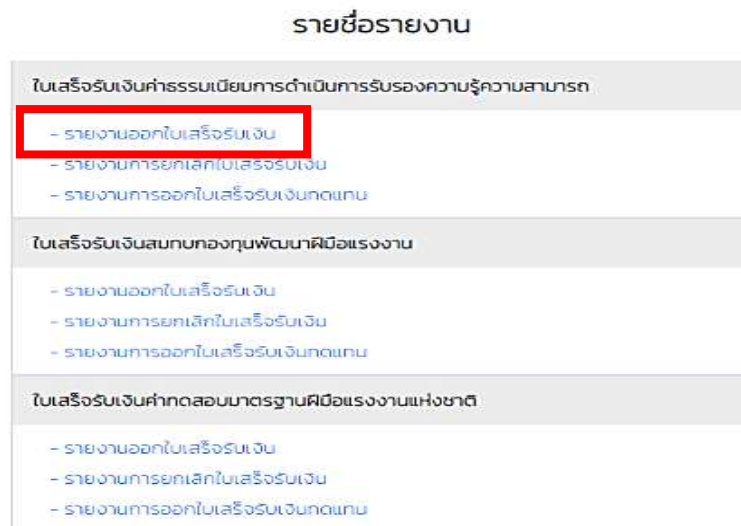 รายชื่อรายงาน
ใบเสร็จรับเงินค่าธรรมเนียมการดำเนินการรับรองความรู้ความสามารถ
- รายงานออกใบเสร็จรับเงิน
- รายงานการยกเลิกใบเสร็จรับเงิน
- รายงานการออกใบเสร็จรับเงินทดแทน
ใบเสร็จรับเงินสมทบกองทุนพัฒนาฝีมือแรงงาน
- รายงานออกใบเสร็จรับเงิน
- รายงานการยกเลิกใบเสร็จรับเงิน
- รายงานการออกใบเสร็จรับเงินทดแทน
ใบเสร็จรับเงินค่าทดสอบมาตรฐานฝีมือแรงงานแห่งชาติ
- รายงานออกใบเสร็จรับเงิน
- รายงานการยกเลิกใบเสร็จรับเงิน
- รายงานการออกใบเสร็จรับเงินทดแทน